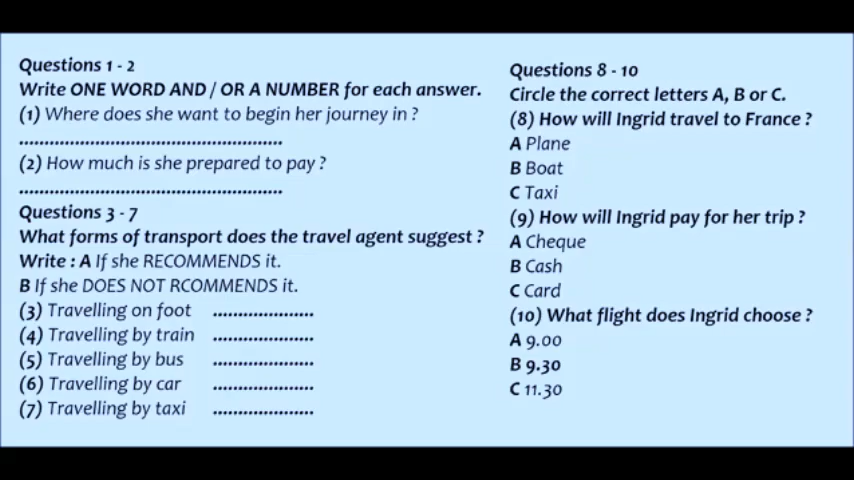 Questions 1 - 2
Write ONE WORD AND / OR A NUMBER for each answer.
(1) Where does she want to begin her journey in ?
................................................
(2) How much is she prepared to pay ?
................................................
Questions 3 - 7
What forms of transport does the travel agent suggest ?
Write : A If she RECOMMENDS it.
B If she DOES NOT RCOMMENDS it.
(3) Travelling on foot ....................
(4) Travelling by train ....................
(5) Travelling by bus ....................
(6) Travelling by car ....................
(7) Travelling by taxi ....................
Questions 8 - 10
Circle the correct letters A, B or C.
(8) How will Ingrid travel to France ?
A Plane
B Boat
C Taxi
(9) How will Ingrid pay for her trip ?
A Cheque
B Cash
C Card
(10) What flight does Ingrid choose ?
A 9.00
B 9.30
C 11.30